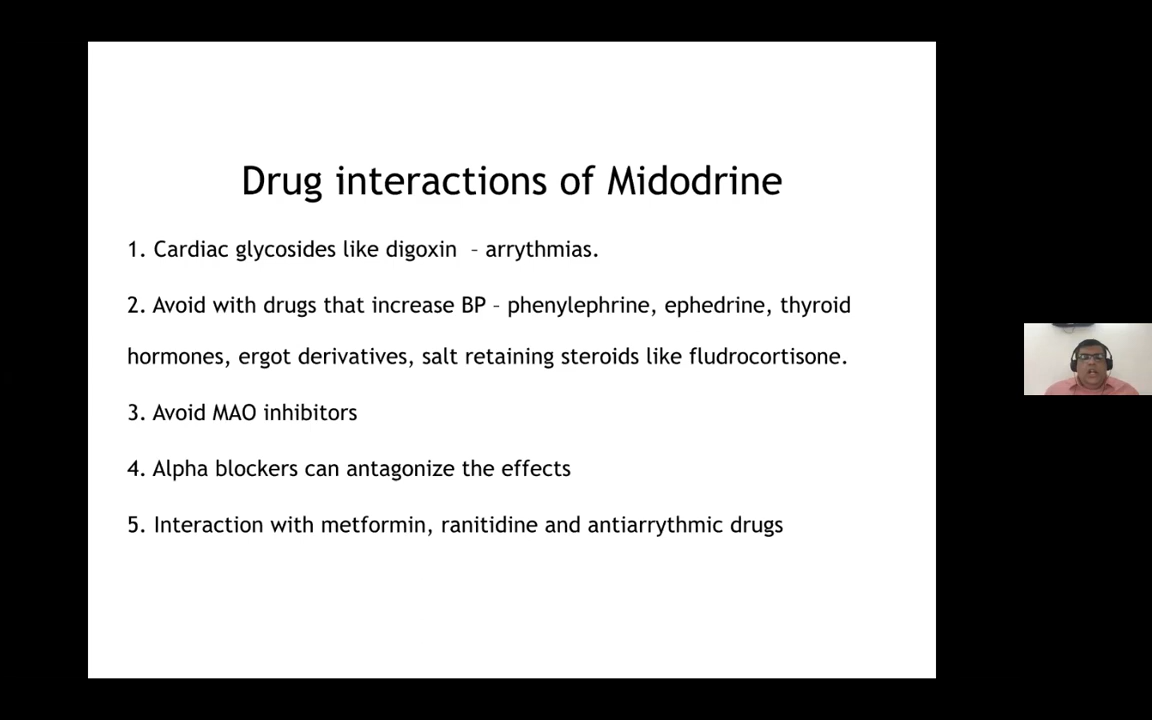 Drug interactions of Midodrine
1. Cardiac glycosides like digoxin - arrythmias.
2. Avoid with drugs that increase BP - phenylephrine, ephedrine, thyroid
hormones, ergot derivatives, salt retaining steroids like fludrocortisone.
3. Avoid MAO inhibitors
4. Alpha blockers can antagonize the effects
5. Interaction with metformin, ranitidine and antiarrythmic drugs